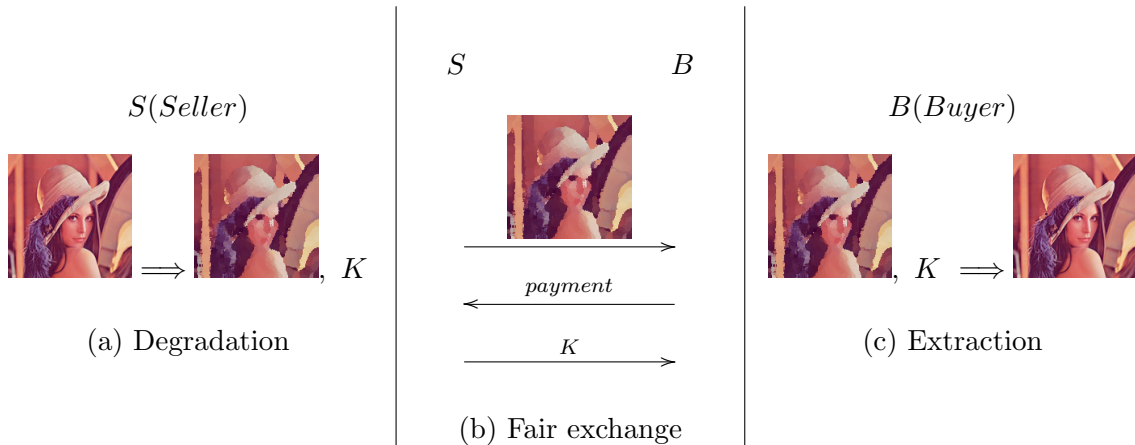 S(Seller)
⟹ , K
(a) Degradation
S B
payment
K
(b) Fair exchange
B(Buyer)
, K ⟹
(c) Extraction